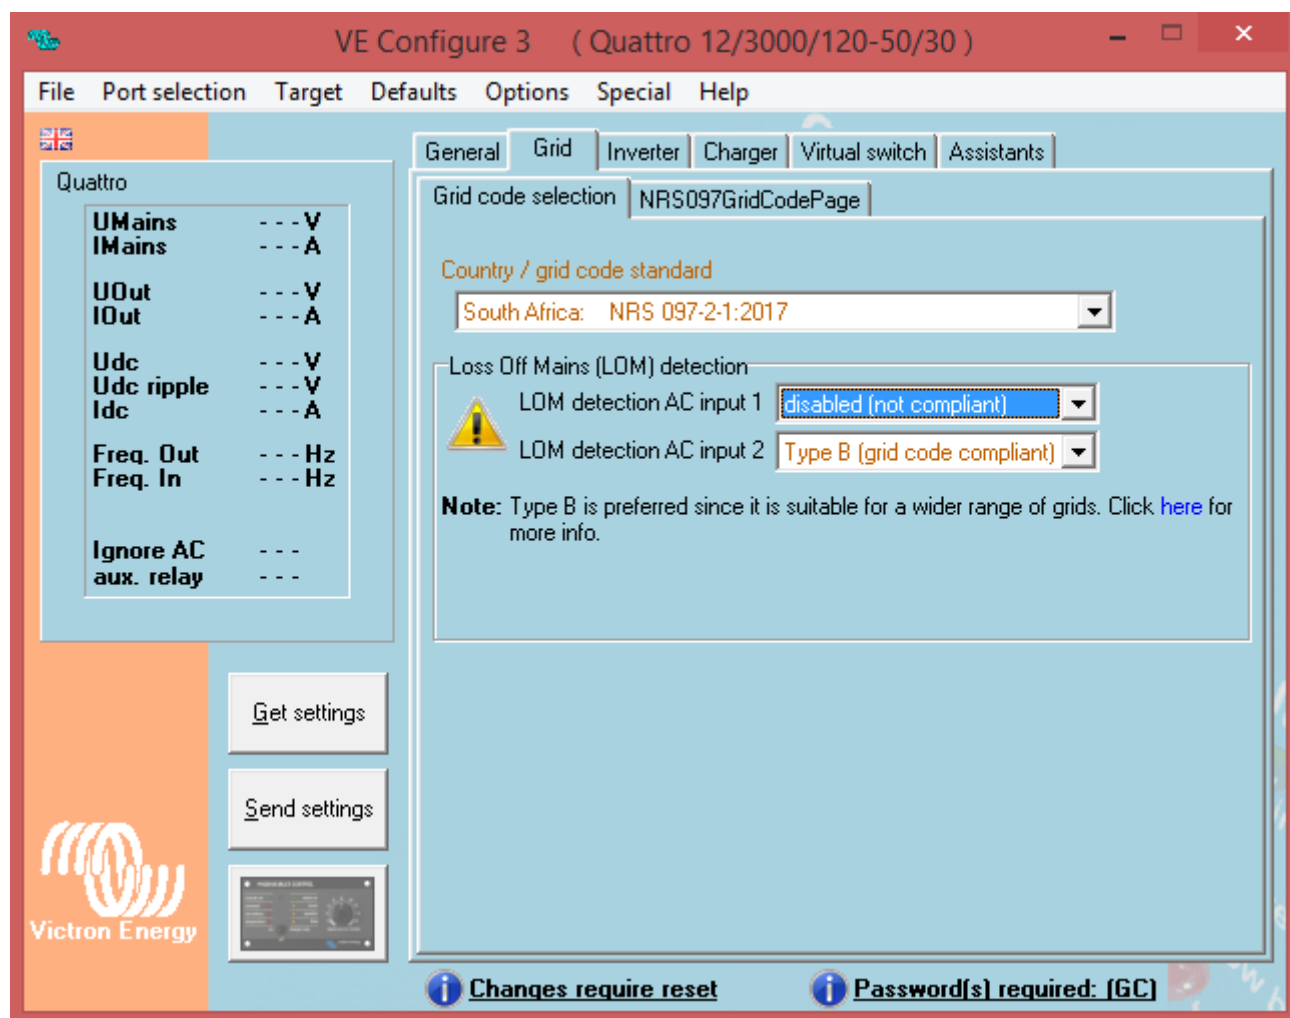 VE Configure 3 ( Quattro 12/3000/120-50/30 )
File Port selection Target Defaults Options Special Help
General Grid Inverter Charger Virtual switch Assistants
Grid code selection NRS097GridCodePage
Quattro
UMains - - - V
IMains - - - A
UOut - - - V
IOut - - - A
Udc - - - V
Udc ripple - - - V
Idc - - - A
Freq. Out - - - Hz
Freq. In - - - Hz
Ignore AC - - -
aux. relay - - -
Country / grid code standard
South Africa: NRS 097-2-1:2017
Loss Off Mains (LOM) detection
LOM detection AC input 1 disabled (not compliant)
LOM detection AC input 2 Type B (grid code compliant)
Note: Type B is preferred since it is suitable for a wider range of grids. Click here for
more info.
Get settings
Send settings
Victron Energy
Changes require reset Password(s) required: (GC)